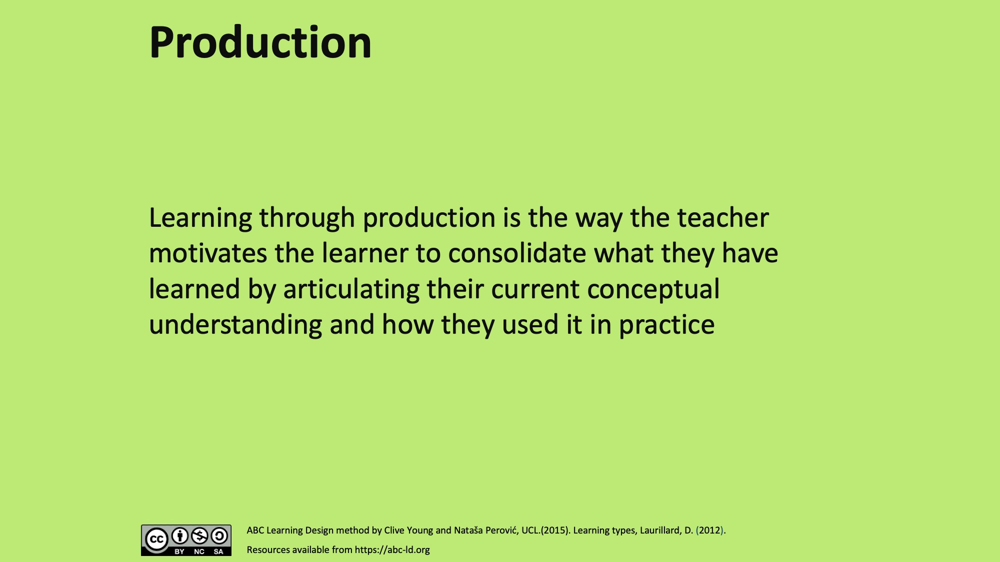 Production
Learning through production is the way the teacher
motivates the learner to consolidate what they have
learned by articulating their current conceptual
understanding and how they used it in practice
cc BY NC SA
ABC Learning Design method by Clive Young and Nataša Perović, UCL.(2015). Learning types, Laurillard, D. (2012).
Resources available from https://abc-ld.org